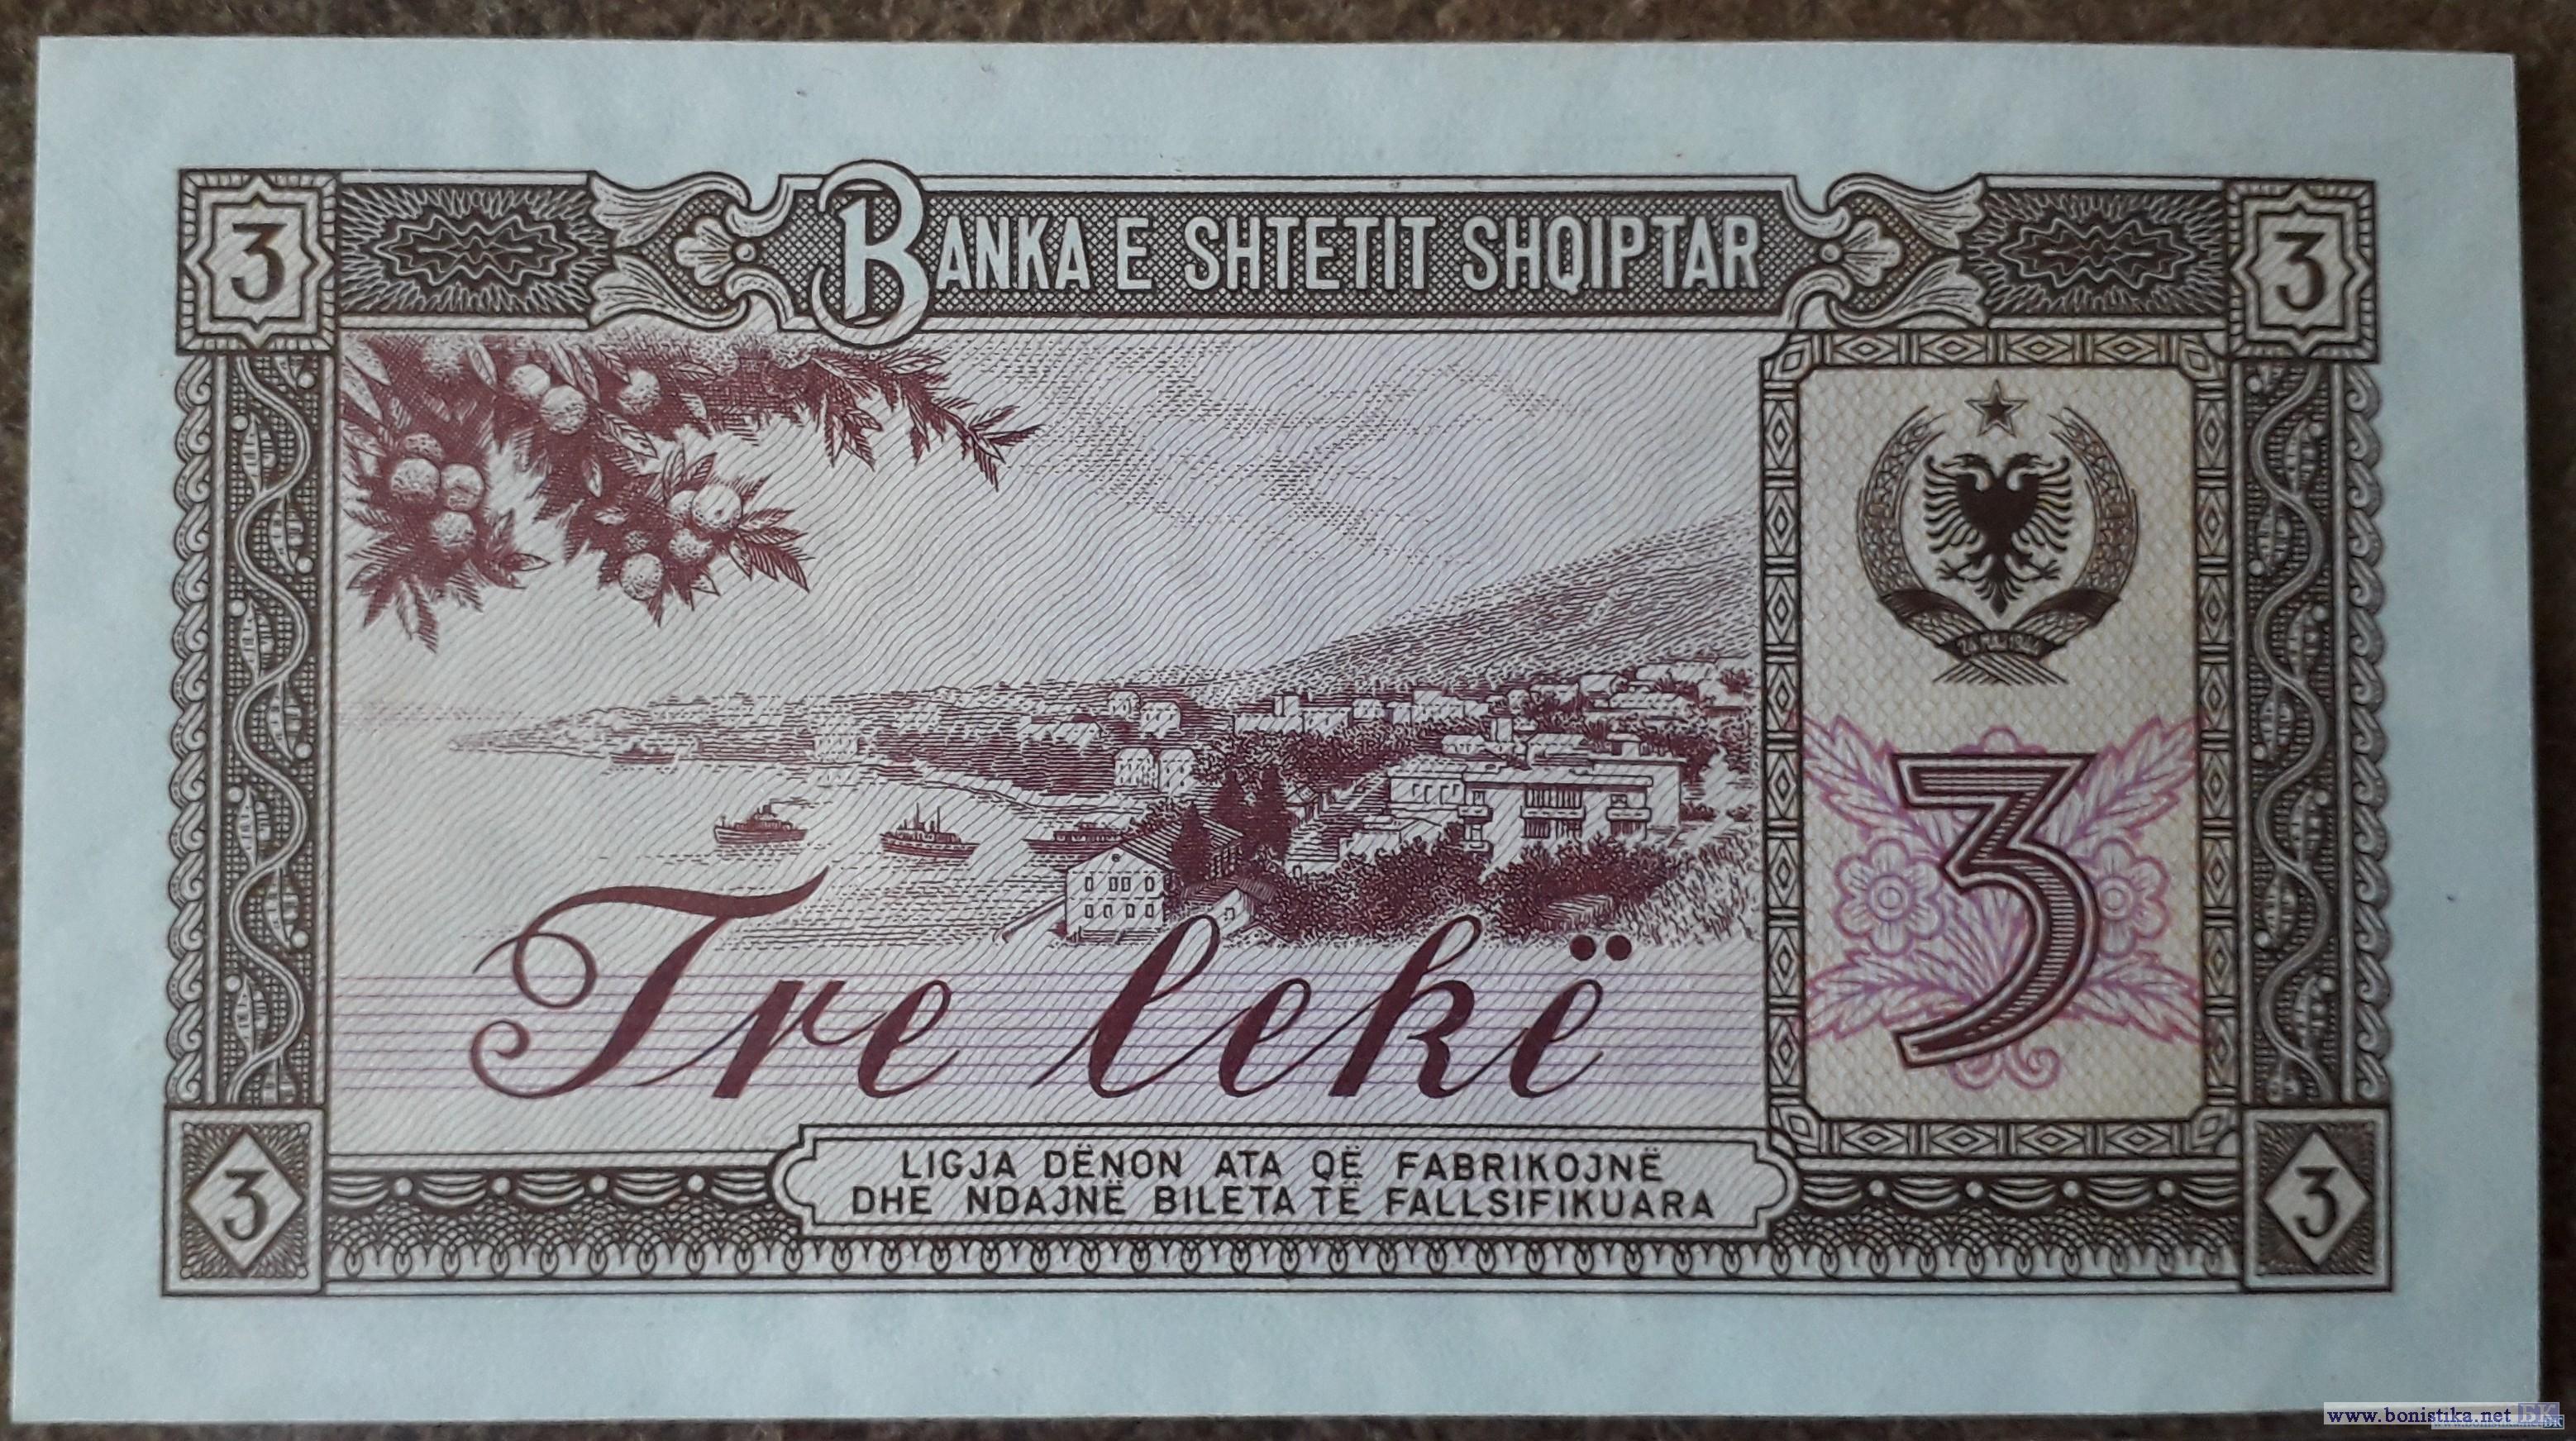 3 BANKA E SHTETIT SHQIPTAR 3
3
Tre lekë
LIGJA DËNON ATA QË FABRIKOJNË
DHE NDAJNË BILETA TË FALLSIFIKUARA
3 3
www.bonistika.net БК